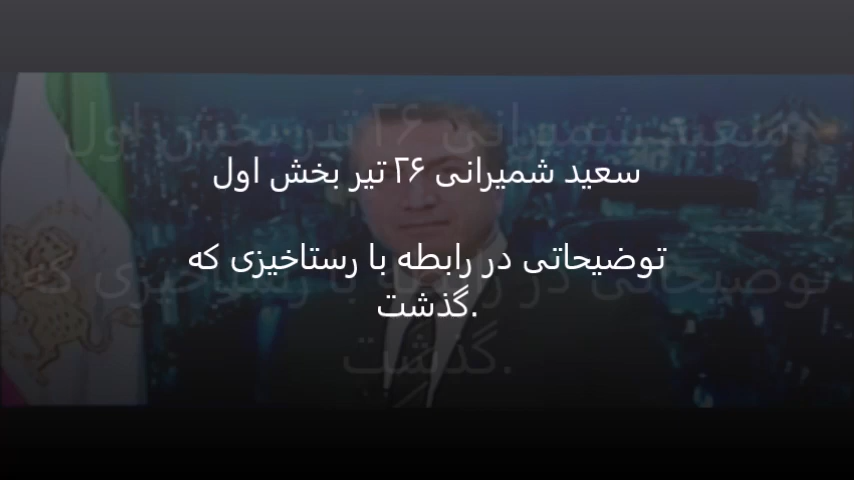 سعید شمیرانی ۲۶ تیر بخش اول
توضیحاتی در رابطه با رستاخیزی که
گذشت.